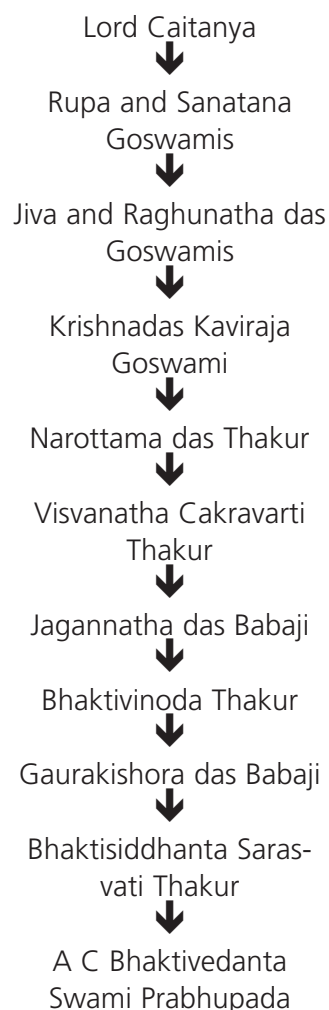 Lord Caitanya
Rupa and Sanatana
Goswamis
Jiva and Raghunatha das
Goswamis
Krishnadas Kaviraja
Goswami
Narottama das Thakur
Visvanatha Cakravarti
Thakur
Jagannatha das Babaji
Bhaktivinoda Thakur
Gaurakishora das Babaji
Bhaktisiddhanta Saras-
vati Thakur
A C Bhaktivedanta
Swami Prabhupada